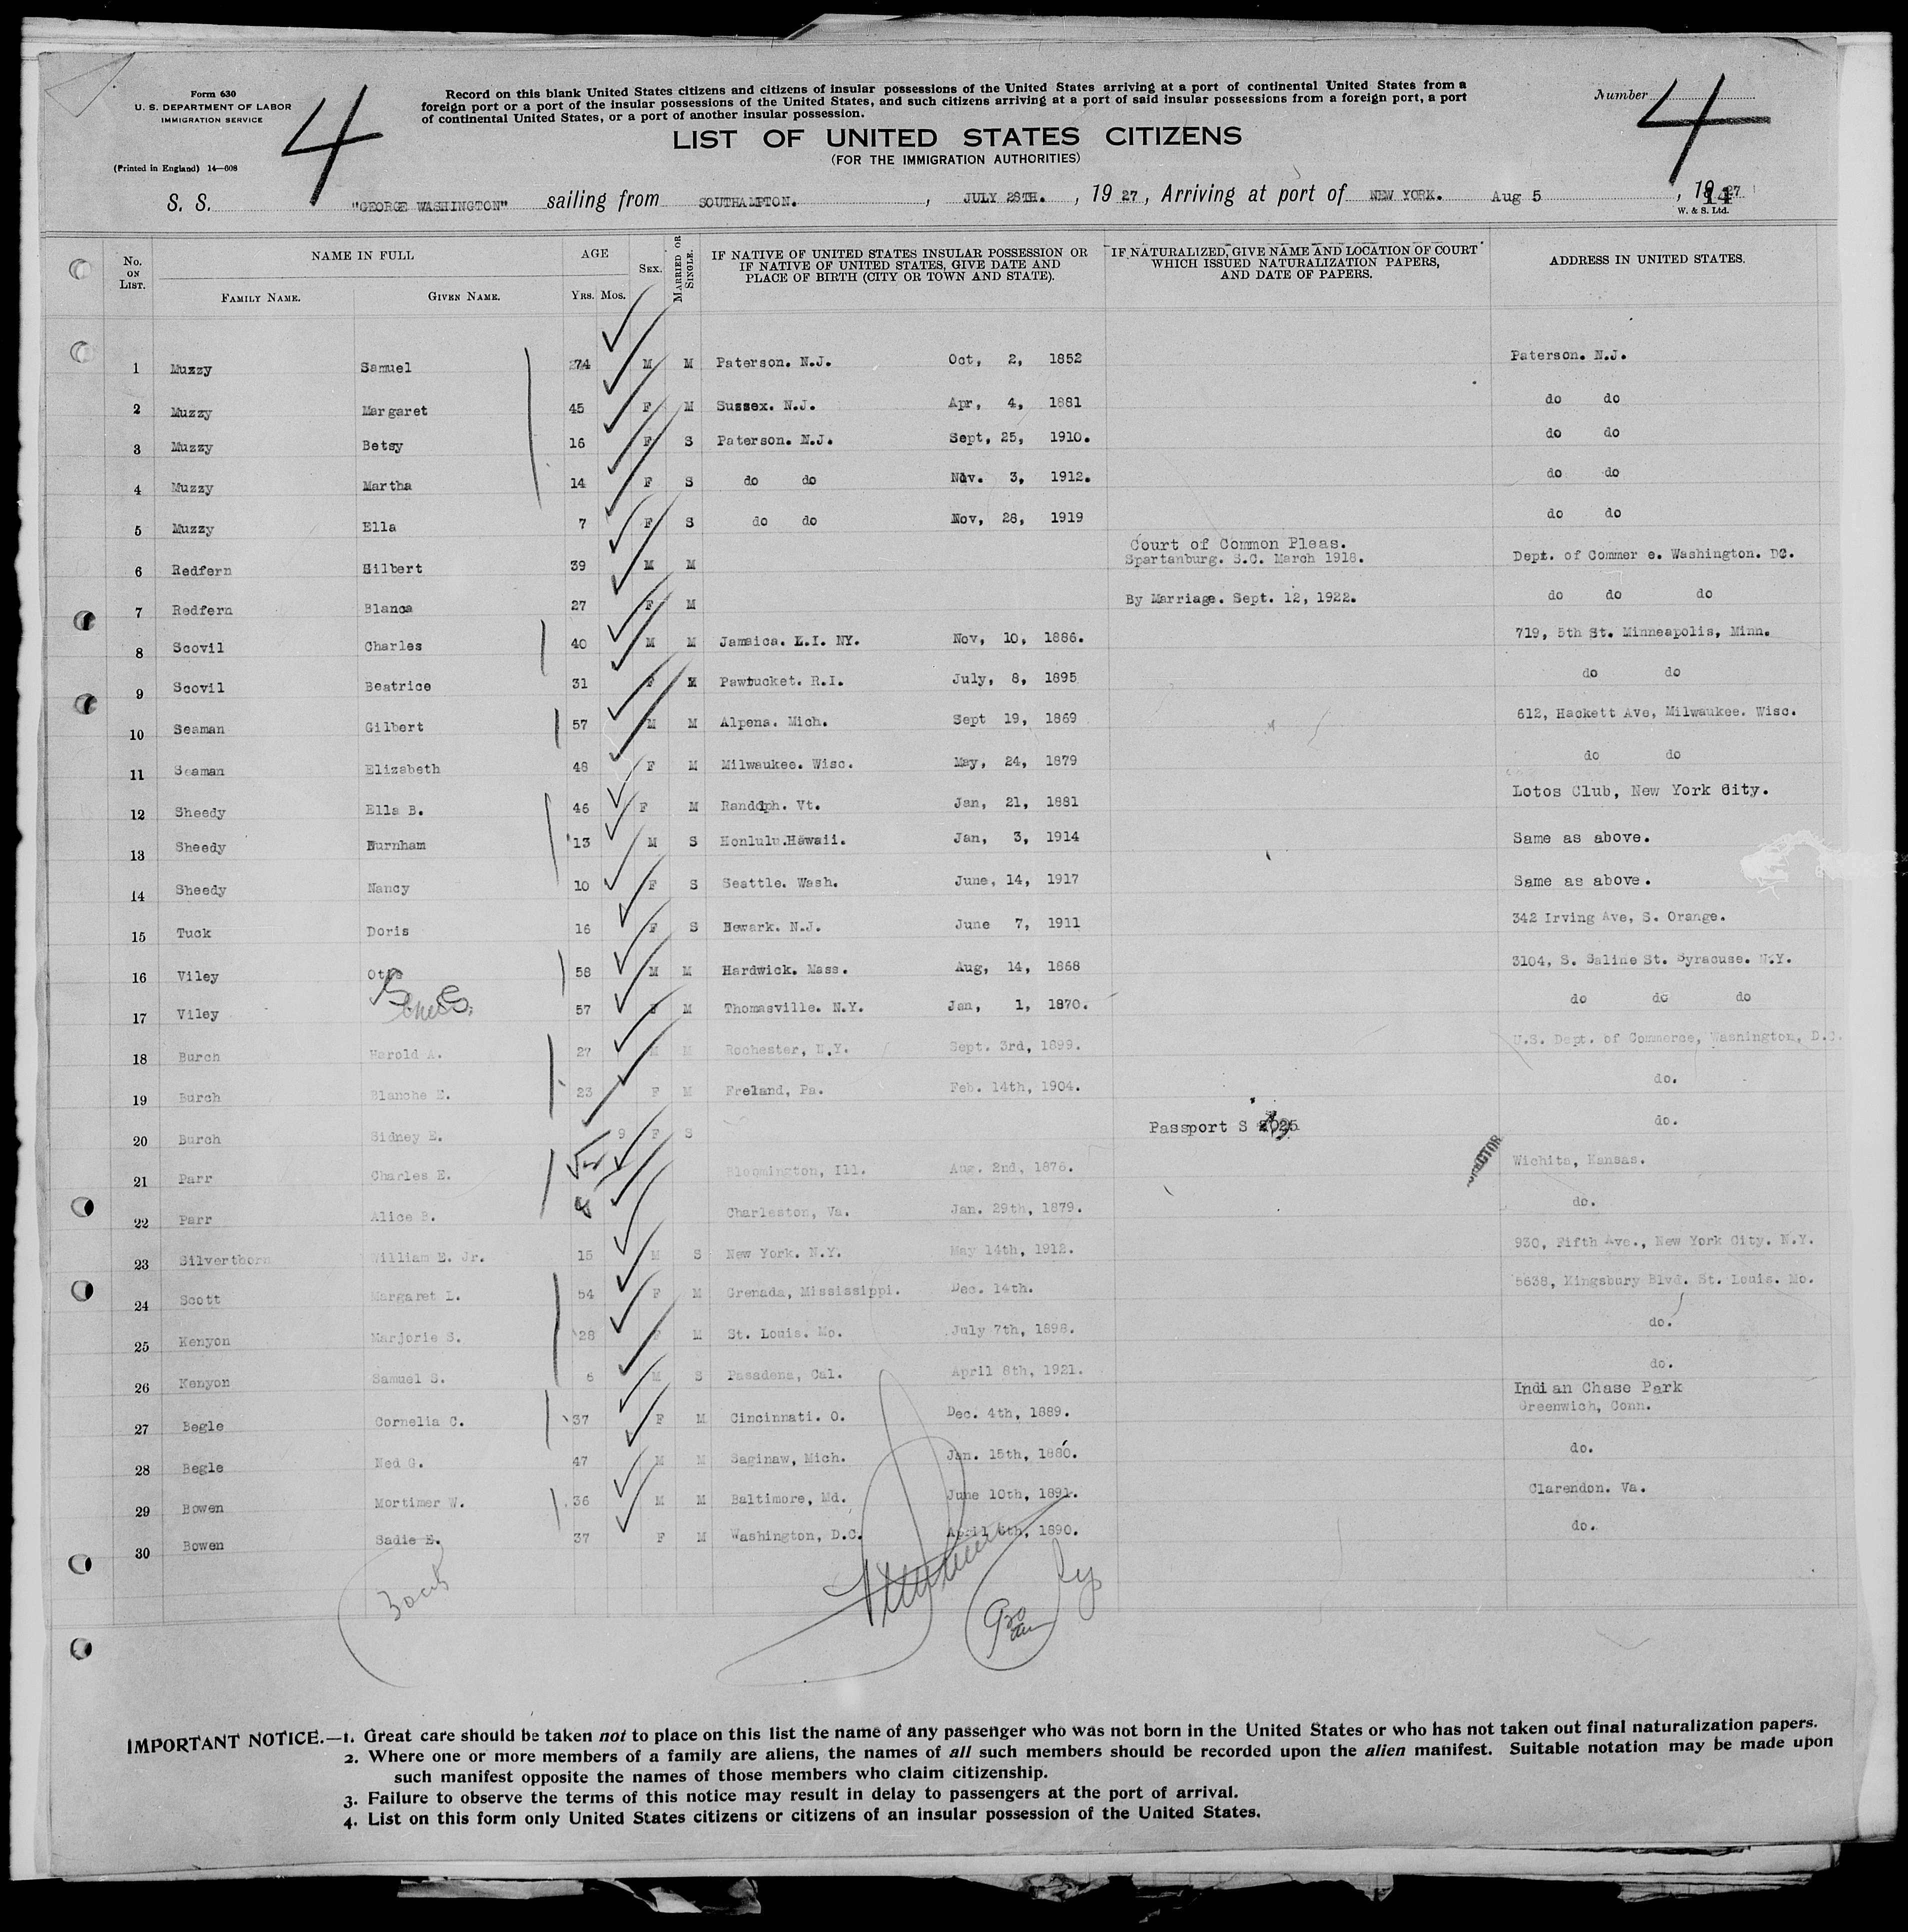 Form 630
U. S. DEPARTMENT OF LABOR
IMMIGRATION SERVICE
(Printed in England) 14—608
4
Record on this blank United States citizens and citizens of insular possessions of the United States arriving at a port of continental United States from a
foreign port or a port of the insular possessions of the United States, and such citizens arriving at a port of said insular possessions from a foreign port, a port
of continental United States, or a port of another insular possession.
Number 4
LIST OF UNITED STATES CITIZENS
(FOR THE IMMIGRATION AUTHORITIES)
S. S. "GEORGE WASHINGTON" sailing from SOUTHAMPTON. , JULY 28TH. , 19 27, Arriving at port of NEW YORK. Aug 5 , 19 27
W. & S. Ltd.
No. ON LIST. NAME IN FULL AGE SEX. MARRIED OR SINGLE. IF NATIVE OF UNITED STATES INSULAR POSSESSION OR IF NATIVE OF UNITED STATES, GIVE DATE AND PLACE OF BIRTH (CITY OR TOWN AND STATE). IF NATURALIZED, GIVE NAME AND LOCATION OF COURT WHICH ISSUED NATURALIZATION PAPERS, AND DATE OF PAPERS. ADDRESS IN UNITED STATES.
FAMILY NAME. GIVEN NAME. YRS. MOS.
1 Muzzy Samuel 74 M M Paterson. N.J. Oct, 2, 1852 Paterson. N.J.
2 Muzzy Margaret 45 F M Sussex. N.J. Apr, 4, 1881 do do
3 Muzzy Betsy 16 F S Paterson. N.J. Sept, 25, 1910. do do
4 Muzzy Martha 14 F S do do Nov. 3, 1912. do do
5 Muzzy Ella 7 F S do do Nov, 28, 1919 do do
6 Redfern Gilbert 39 M M Court of Common Pleas. Spartanburg. S.C. March 1918. Dept. of Commer e. Washington. DC.
7 Redfern Blanca 27 F M By Marriage. Sept. 12, 1922. do do do
8 Scovil Charles 40 M M Jamaica. L.I. NY. Nov, 10, 1886. 719, 5th St. Minneapolis, Minn.
9 Scovil Beatrice 31 F M Pawtucket. R.I. July, 8, 1895 do do
10 Seaman Gilbert 57 M M Alpena. Mich. Sept 19, 1869 612, Hackett Ave, Milwaukee. Wisc.
11 Seaman Elizabeth 48 F M Milwaukee. Wisc. May, 24, 1879 do do
12 Sheedy Ella B. 46 F M Randolph. Vt. Jan, 21, 1881 Lotos Club, New York City.
13 Sheedy Burnham 13 M S Honlulu.Hawaii. Jan, 3, 1914 Same as above.
14 Sheedy Nancy 10 F S Seattle. Wash. June, 14, 1917 Same as above.
15 Tuck Doris 16 F S Newark. N.J. June 7, 1911 342 Irving Ave, S. Orange.
16 Viley 58 M M Hardwick. Mass. Aug, 14, 1868 3104, S. Saline St. Syracuse. N.Y.
17 Viley 57 F M Thomasville. N.Y. Jan, 1, 1870. do do do
18 Burch Harold A. 27 M M Rochester, N.Y. Sept. 3rd, 1899. U.S. Dept. of Commerce, Washington, D.C.
19 Burch Blanche E. 23 F M Freland, Pa. Feb. 14th, 1904. do.
20 Burch Sidney E. 9 F S Passport S do.
21 Parr Charles E. Bloomington, Ill. Aug. 2nd, 1876. Wichita, Kansas.
22 Parr Alice B. Charleston, Va. Jan. 29th, 1879. do.
23 Silverthorn William E. Jr. 15 M S New York. N.Y. May 14th, 1912. 930, Fifth Ave., New York City. N.Y.
24 Scott Margaret L. 54 F M Grenada, Mississippi. Dec. 14th. 5638, Kingsbury Blvd. St. Louis. Mo.
25 Kenyon Marjorie S. 28 F M St. Louis. Mo. July 7th, 1898. do.
26 Kenyon Samuel S. 6 M S Pasadena, Cal. April 8th, 1921. do.
27 Begle Cornelia C. 37 F M Cincinnati. O. Dec. 4th, 1889. Indian Chase Park Greenwich, Conn.
28 Begle Ned G. 47 M M Saginaw, Mich. Jan. 15th, 1880. do.
29 Bowen Mortimer W. 36 M M Baltimore, Md. June 10th, 1891. Clarendon. Va.
30 Bowen Sadie E. 37 F M Washington, D.C. April 6th, 1890. do.
IMPORTANT NOTICE.—1. Great care should be taken not to place on this list the name of any passenger who was not born in the United States or who has not taken out final naturalization papers.
2. Where one or more members of a family are aliens, the names of all such members should be recorded upon the alien manifest. Suitable notation may be made upon
such manifest opposite the names of those members who claim citizenship.
3. Failure to observe the terms of this notice may result in delay to passengers at the port of arrival.
4. List on this form only United States citizens or citizens of an insular possession of the United States.